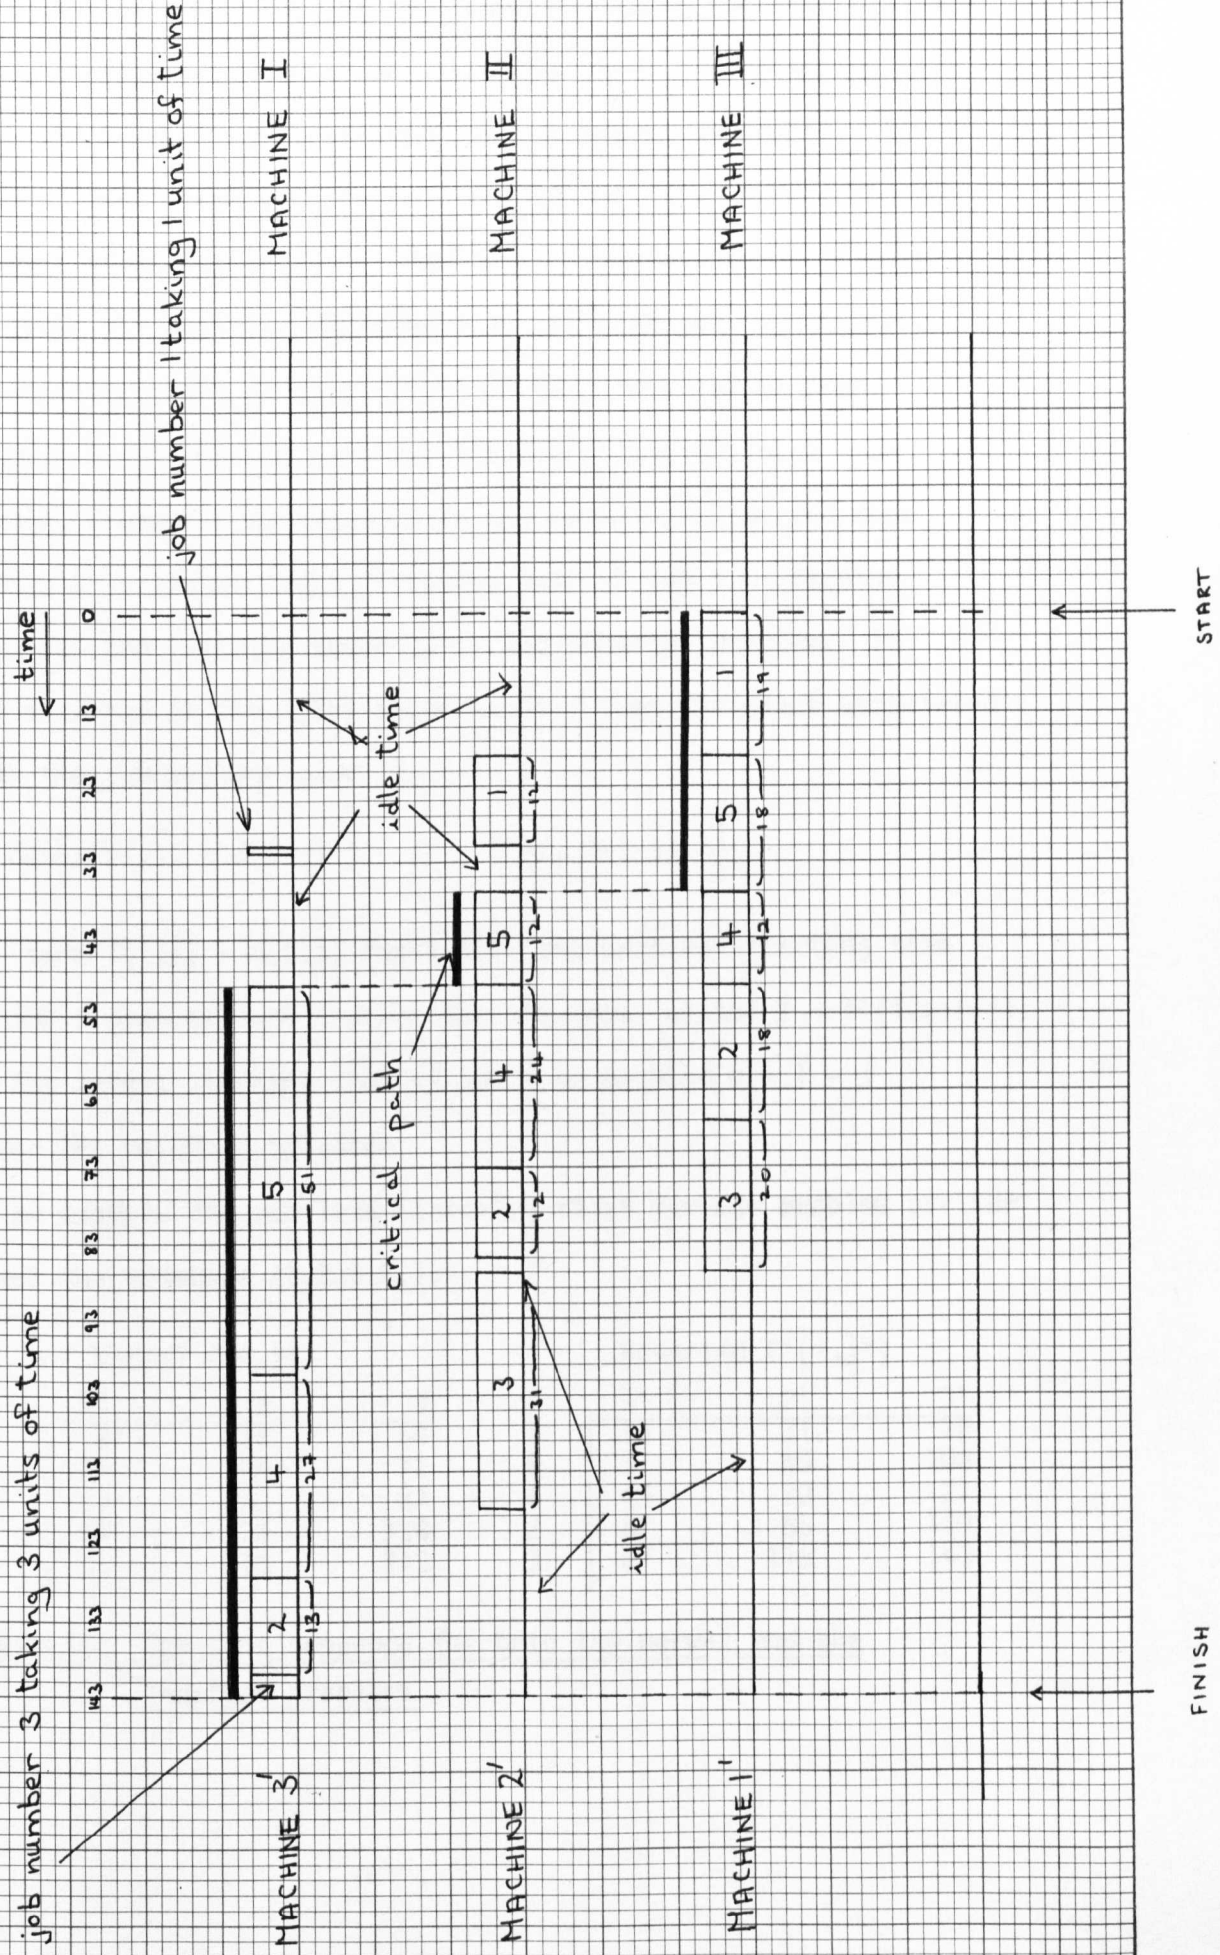 job number 3 taking 3 units of time
time
143 133 123 113 103 93 83 73 63 53 43 33 23 13 0
job number 1 taking 1 unit of time
MACHINE 3'
2 4 5
13 27 51
MACHINE I
critical path
idle time
MACHINE 2'
3 2 4 5 1
31 12 24 12 12
MACHINE II
idle time
MACHINE 1'
3 2 4 5 1
20 18 12 18 19
MACHINE III
FINISH
START